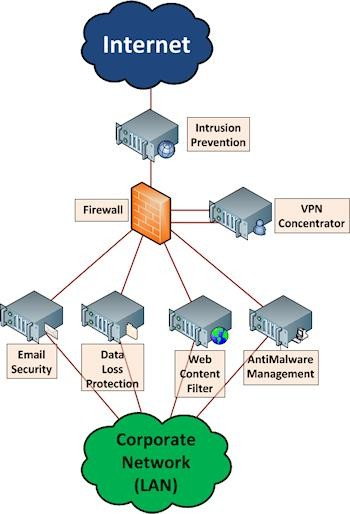 Internet
Intrusion
Prevention
Firewall
VPN
Concentrator
Email
Security
Data
Loss
Protection
Web
Content
Filter
AntiMalware
Management
Corporate
Network
(LAN)